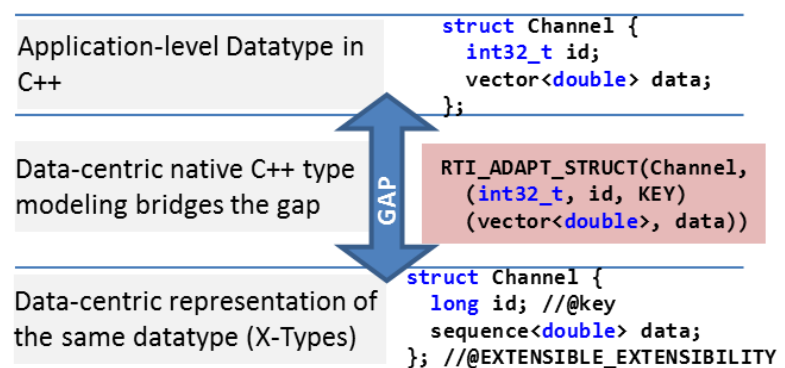 Application-level Datatype in
C++
struct Channel {
int32_t id;
vector<double> data;
};
Data-centric native C++ type
modeling bridges the gap
GAP
RTI_ADAPT_STRUCT(Channel,
(int32_t, id, KEY)
(vector<double>, data))
Data-centric representation of
the same datatype (X-Types)
struct Channel {
long id; //@key
sequence<double> data;
}; //@EXTENSIBLE_EXTENSIBILITY